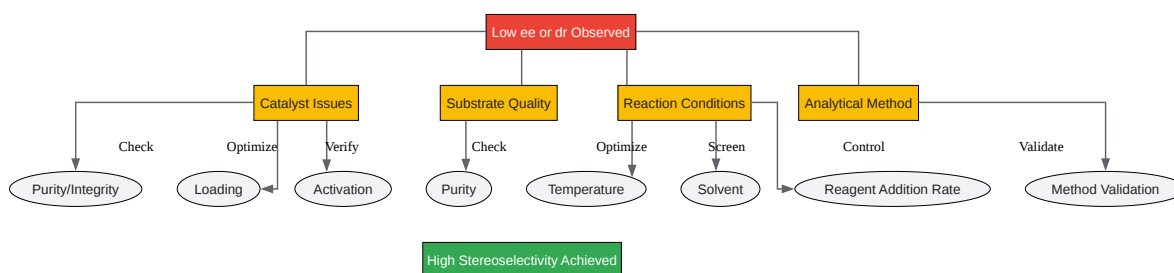 Low ee or dr Observed
Catalyst Issues
Substrate Quality
Reaction Conditions
Analytical Method
Check
Optimize
Verify
Check
Optimize
Screen
Control
Validate
Purity/Integrity
Loading
Activation
Purity
Temperature
Solvent
Reagent Addition Rate
Method Validation
High Stereoselectivity Achieved